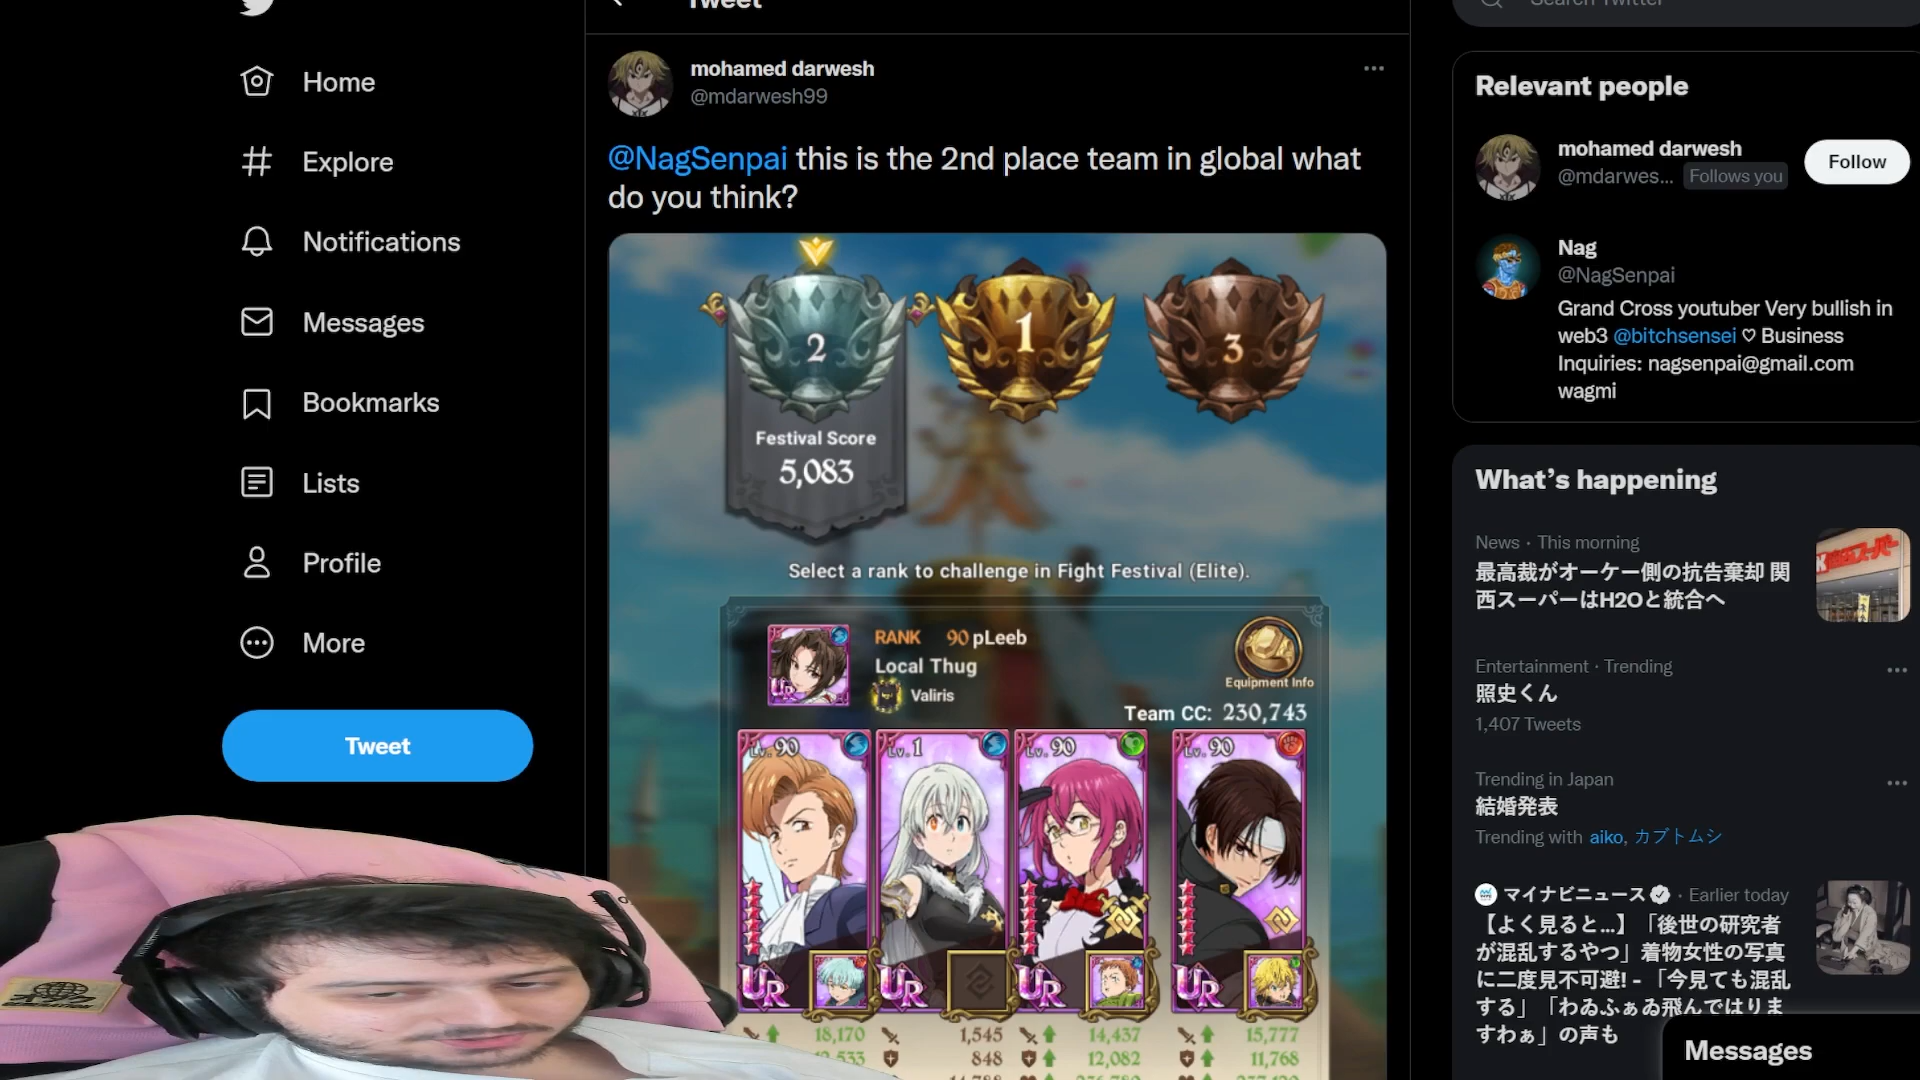 Tweet
Search Twitter
Home
Explore
Notifications
Messages
Bookmarks
Lists
Profile
More
Tweet
mohamed darwesh
@mdarwesh99
@NagSenpai this is the 2nd place team in global what
do you think?
2
1
3
Festival Score
5,083
Select a rank to challenge in Fight Festival (Elite).
RANK 90 pLeeb
Local Thug
Valiris
Equipment Info
Team CC: 230,743
UR
Lv. 90
Lv. 1
Lv. 90
Lv. 90
UR
UR
UR
UR
18,170
1,545
14,437
15,777
848
12,082
11,768
Relevant people
mohamed darwesh
@mdarwes... Follows you
Follow
Nag
@NagSenpai
Grand Cross youtuber Very bullish in
web3 @bitchsensei ♡ Business
Inquiries: nagsenpai@gmail.com
wagmi
What's happening
News · This morning
最高裁がオーケー側の抗告棄却 関
西スーパーはH2Oと統合へ
Entertainment · Trending
照史くん
1,407 Tweets
Trending in Japan
結婚発表
Trending with aiko, カブトムシ
マイナビニュース · Earlier today
【よく見ると...】「後世の研究者
が混乱するやつ」着物女性の写真
に二度見不可避! - 「今見ても混乱
する」「わゐふぁゐ飛んではりま
すわぁ」の声も
Messages